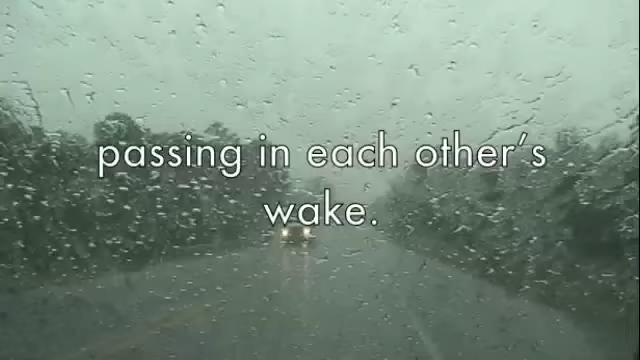 passing in each other’s
wake.